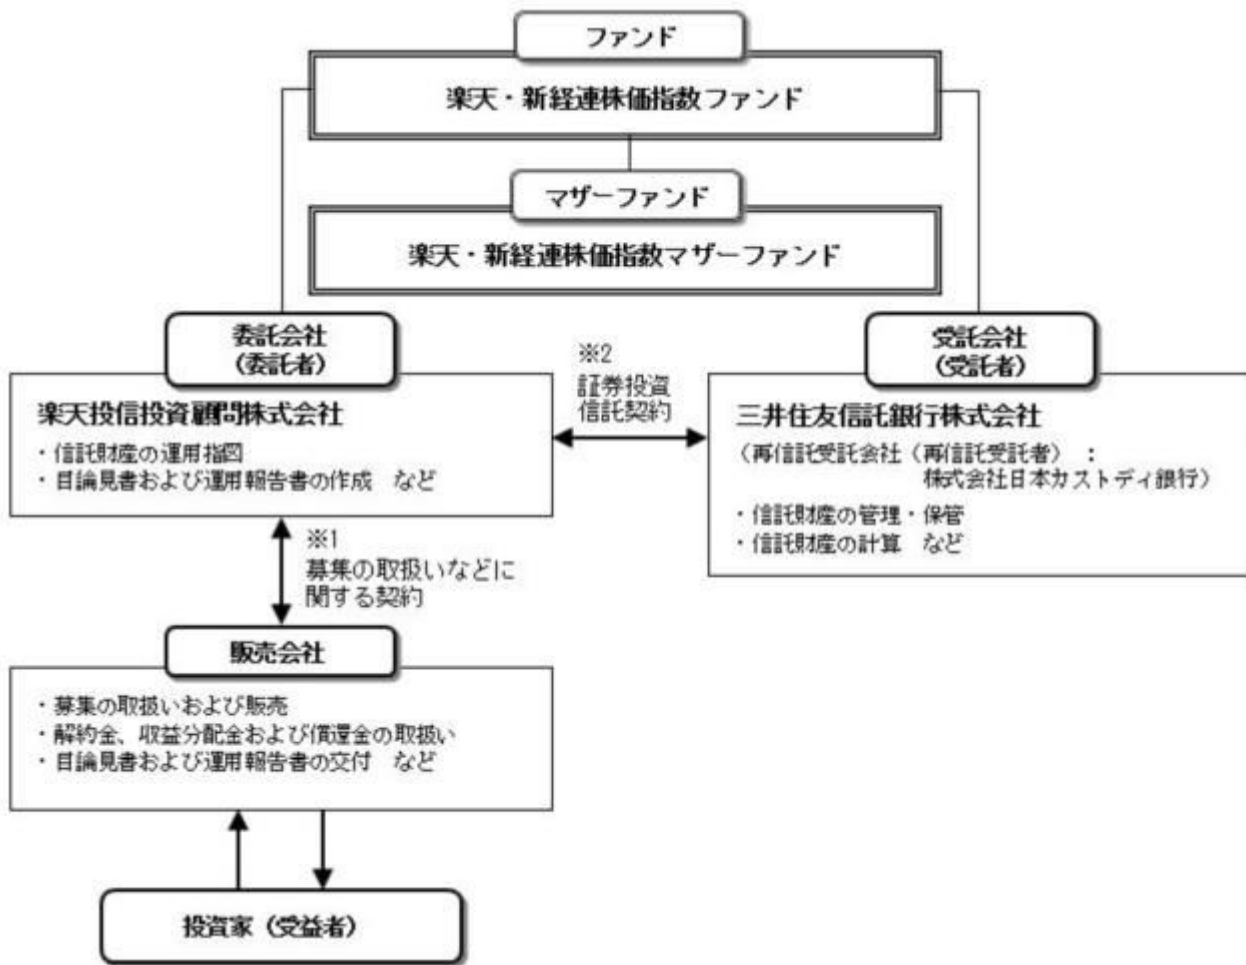 ファンド
楽天・新経連株価指数ファンド
マザーファンド
楽天・新経連株価指数マザーファンド
委託会社
(委託者)
楽天投信投資顧問株式会社
・信託財産の運用指図
・目論見書および運用報告書の作成 など
※2
証券投資
信託契約
受託会社
(受託者)
三井住友信託銀行株式会社
(再信託受託会社(再信託受託者) :
株式会社日本カストディ銀行)
・信託財産の管理・保管
・信託財産の計算 など
※1
募集の取扱いなどに
関する契約
販売会社
・募集の取扱いおよび販売
・解約金、収益分配金および償還金の取扱い
・目論見書および運用報告書の交付 など
投資家(受益者)